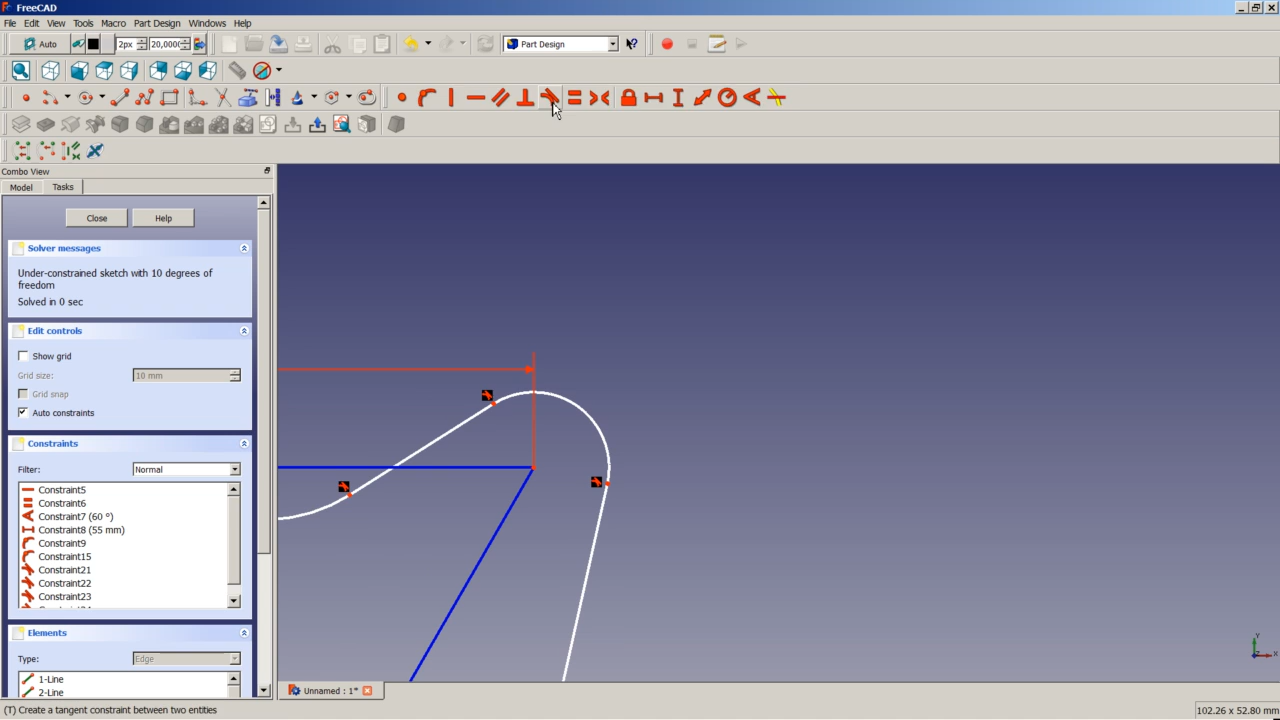 FreeCAD
File Edit View Tools Macro Part Design Windows Help
Auto 2px 20,000 Part Design
Combo View
Model Tasks
Close Help
Solver messages
Under-constrained sketch with 10 degrees of
freedom
Solved in 0 sec
Edit controls
Show grid
Grid size: 10 mm
Grid snap
Auto constraints
Constraints
Filter: Normal
Constraint5
Constraint6
Constraint7 (60 °)
Constraint8 (55 mm)
Constraint9
Constraint15
Constraint21
Constraint22
Constraint23
Elements
Type: Edge
1-Line
2-Line
Unnamed : 1*
Y
X
Z
(T) Create a tangent constraint between two entities
102.26 x 52.80 mm